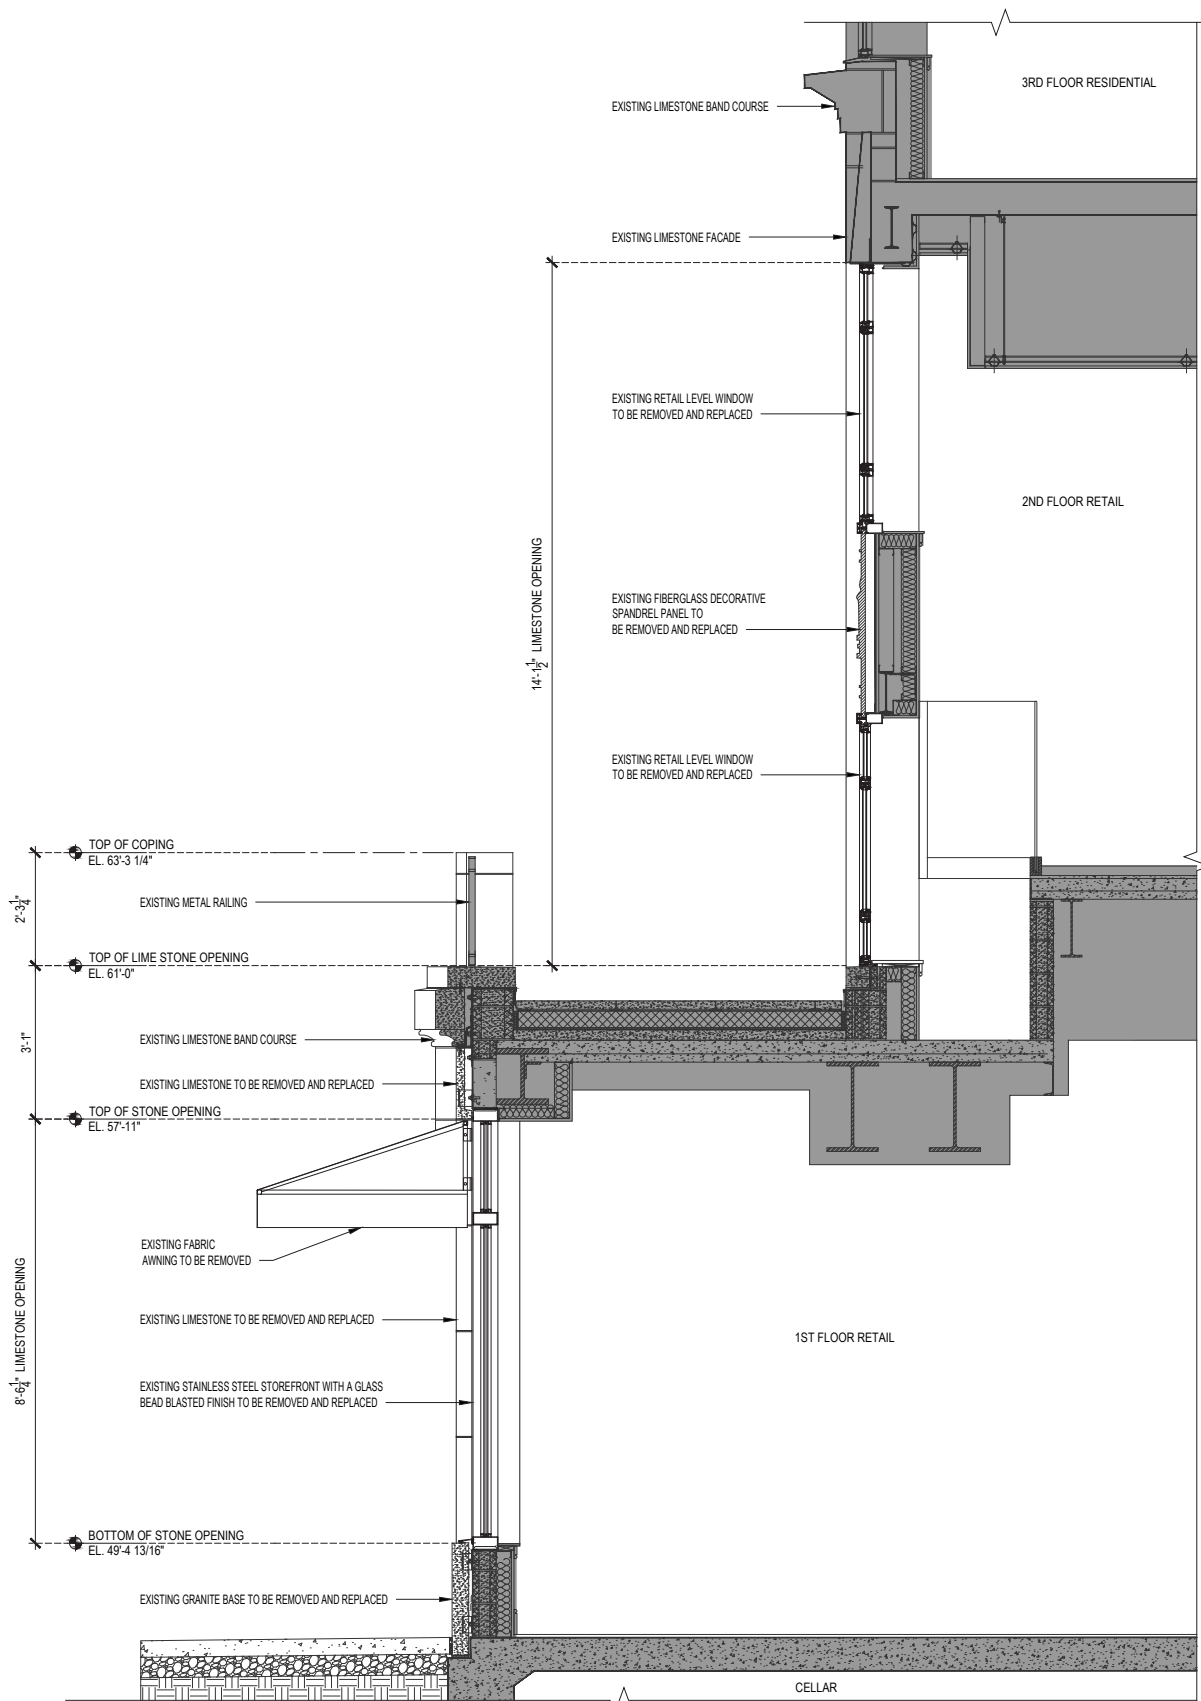 3RD FLOOR RESIDENTIAL
EXISTING LIMESTONE BAND COURSE
EXISTING LIMESTONE FACADE
EXISTING RETAIL LEVEL WINDOW
TO BE REMOVED AND REPLACED
2ND FLOOR RETAIL
14'-1 1/2" LIMESTONE OPENING
EXISTING FIBERGLASS DECORATIVE
SPANDREL PANEL TO
BE REMOVED AND REPLACED
EXISTING RETAIL LEVEL WINDOW
TO BE REMOVED AND REPLACED
TOP OF COPING
EL. 63'-3 1/4"
2'-3 1/4"
EXISTING METAL RAILING
TOP OF LIME STONE OPENING
EL. 61'-0"
3'-1"
EXISTING LIMESTONE BAND COURSE
EXISTING LIMESTONE TO BE REMOVED AND REPLACED
TOP OF STONE OPENING
EL. 57'-11"
EXISTING FABRIC
AWNING TO BE REMOVED
8'-6 1/4" LIMESTONE OPENING
EXISTING LIMESTONE TO BE REMOVED AND REPLACED
1ST FLOOR RETAIL
EXISTING STAINLESS STEEL STOREFRONT WITH A GLASS
BEAD BLASTED FINISH TO BE REMOVED AND REPLACED
BOTTOM OF STONE OPENING
EL. 49'-4 13/16"
EXISTING GRANITE BASE TO BE REMOVED AND REPLACED
CELLAR